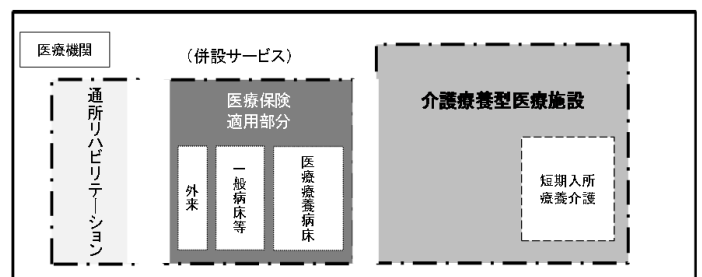 医療機関
（併設サービス）
通所リハビリテーション
医療保険
適用部分
外来
一般病床等
医療療養病床
介護療養型医療施設
短期入所
療養介護